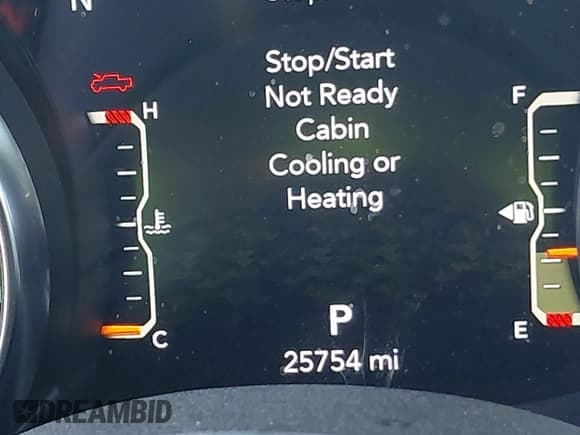 N
Stop/Start
Not Ready
Cabin
Cooling or
Heating
H
C
F
E
P
25754 mi
DREAMBID